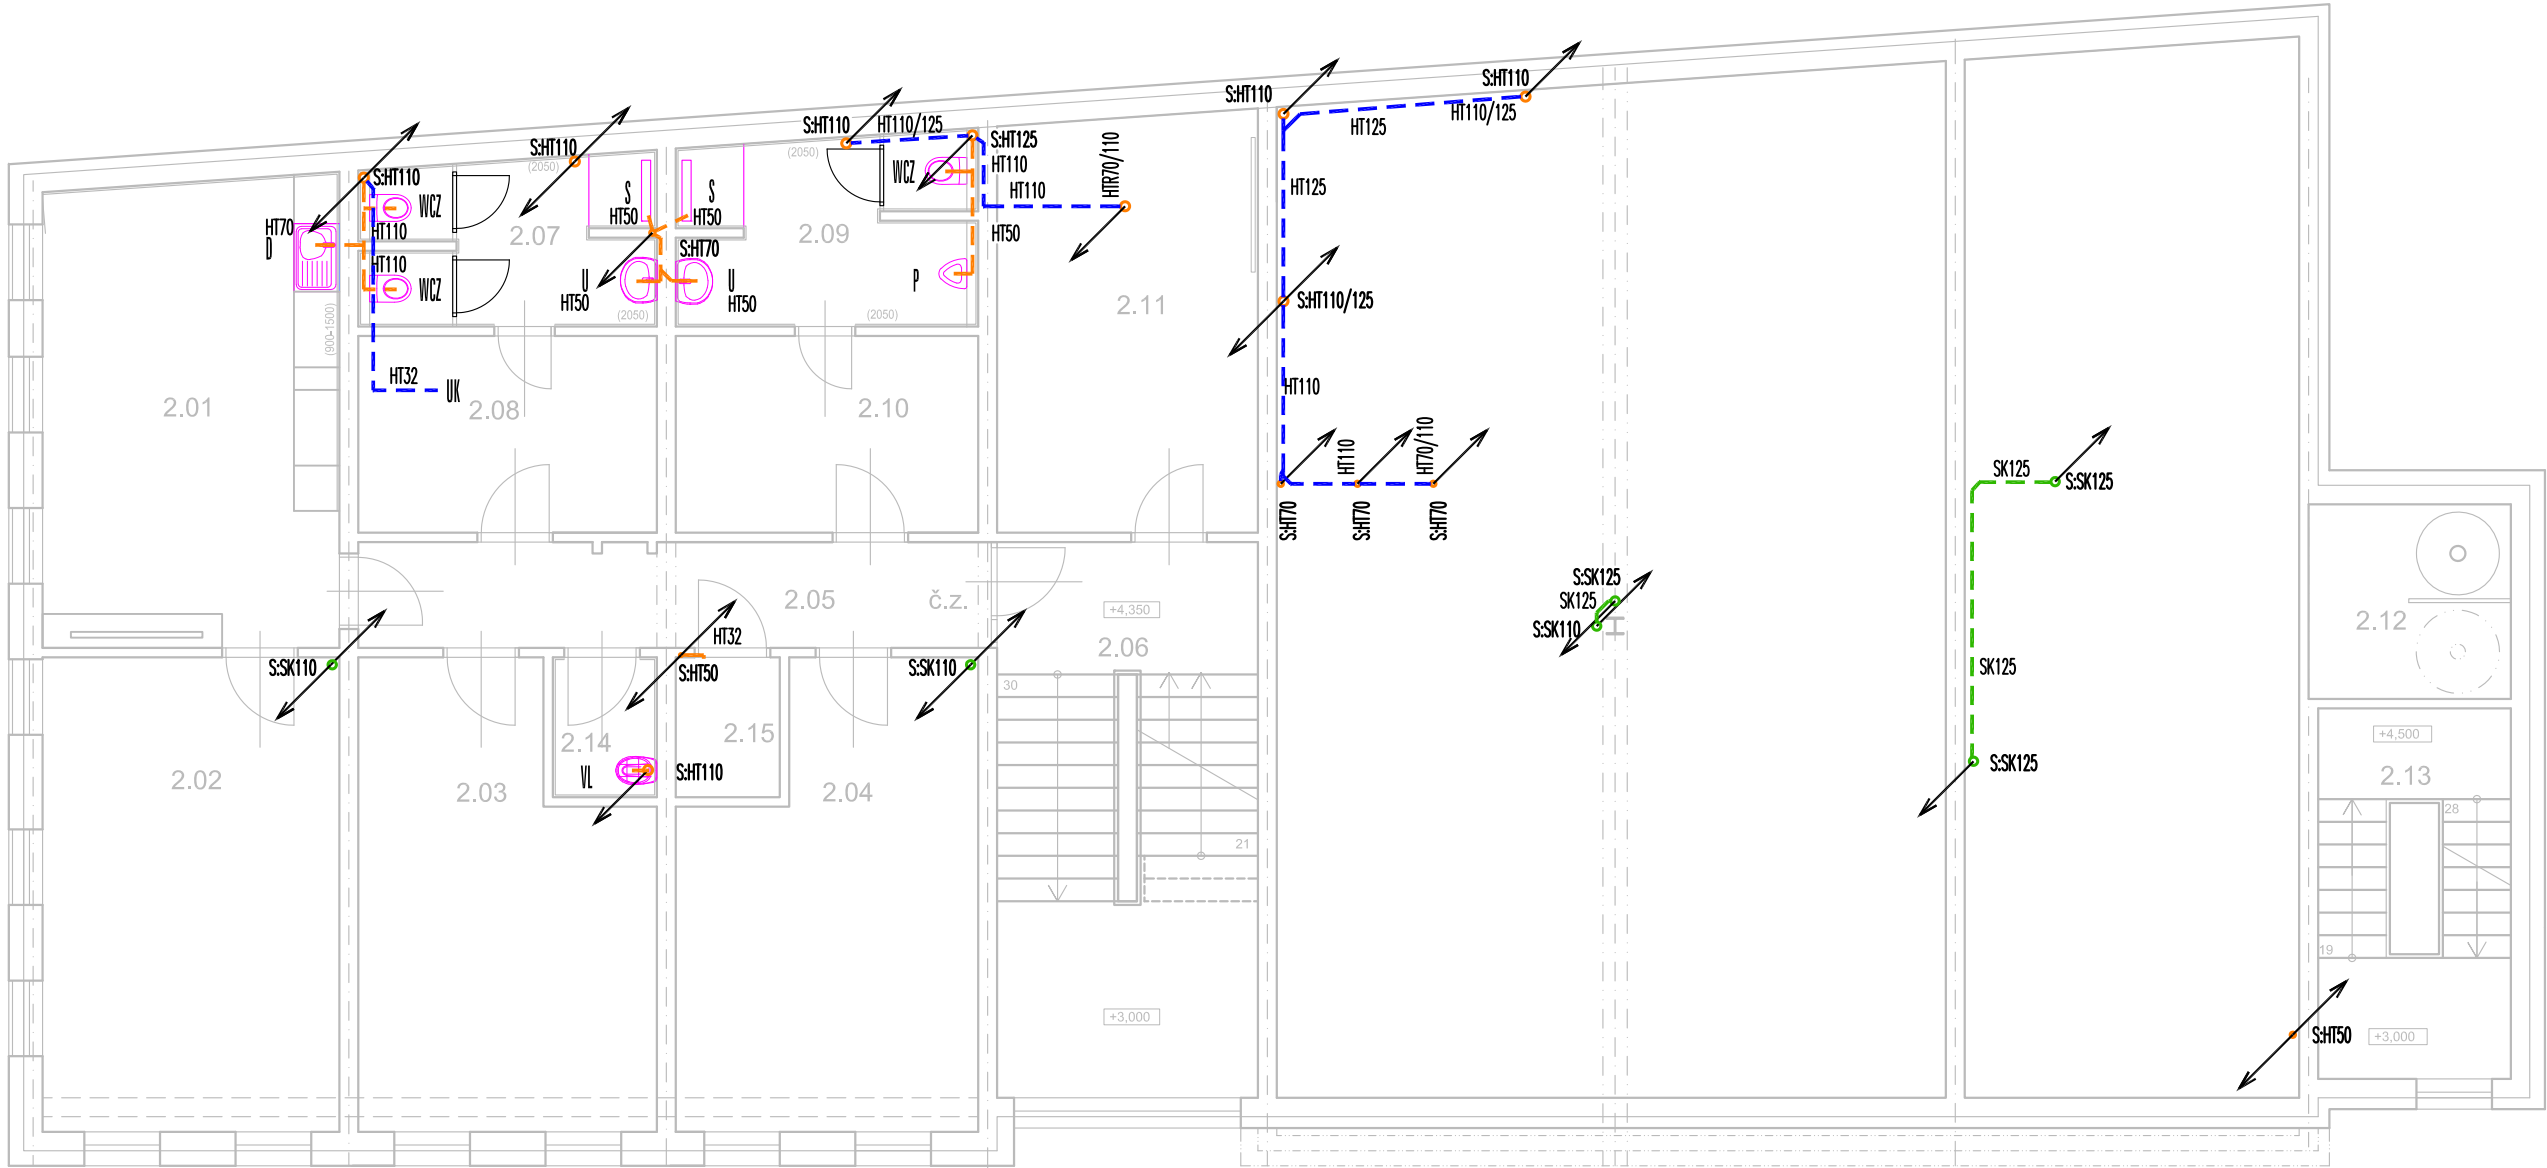 S:HT110
S:HT110
S:HT110
HT110/125
S:HT125
HT125
HT110/125
S:HT110
(2050)
(2050)
WCZ
HT110
HTR70/110
S:HT110
WCZ
S
S
HT110
HT125
HT50
HT50
HT70
D
HT110
2.07
S:HT70
2.09
HT50
HT110
WCZ
U
HT50
U
HT50
P
2.11
S:HT110/125
(2050)
(2050)
(900-1500)
HT32
UK
HT110
2.01
2.08
2.10
HT110
HT70/110
SK125
S:SK125
S:HT70
S:HT70
S:HT70
S:SK125
SK125
S:SK110
2.05
č.z.
+4,350
2.06
2.12
HT32
S:SK110
S:HT50
S:SK110
SK125
30
2.14
2.15
+4,500
VL
S:HT110
S:SK125
2.13
2.02
2.03
2.04
28
21
19
+3,000
S:HT50
+3,000